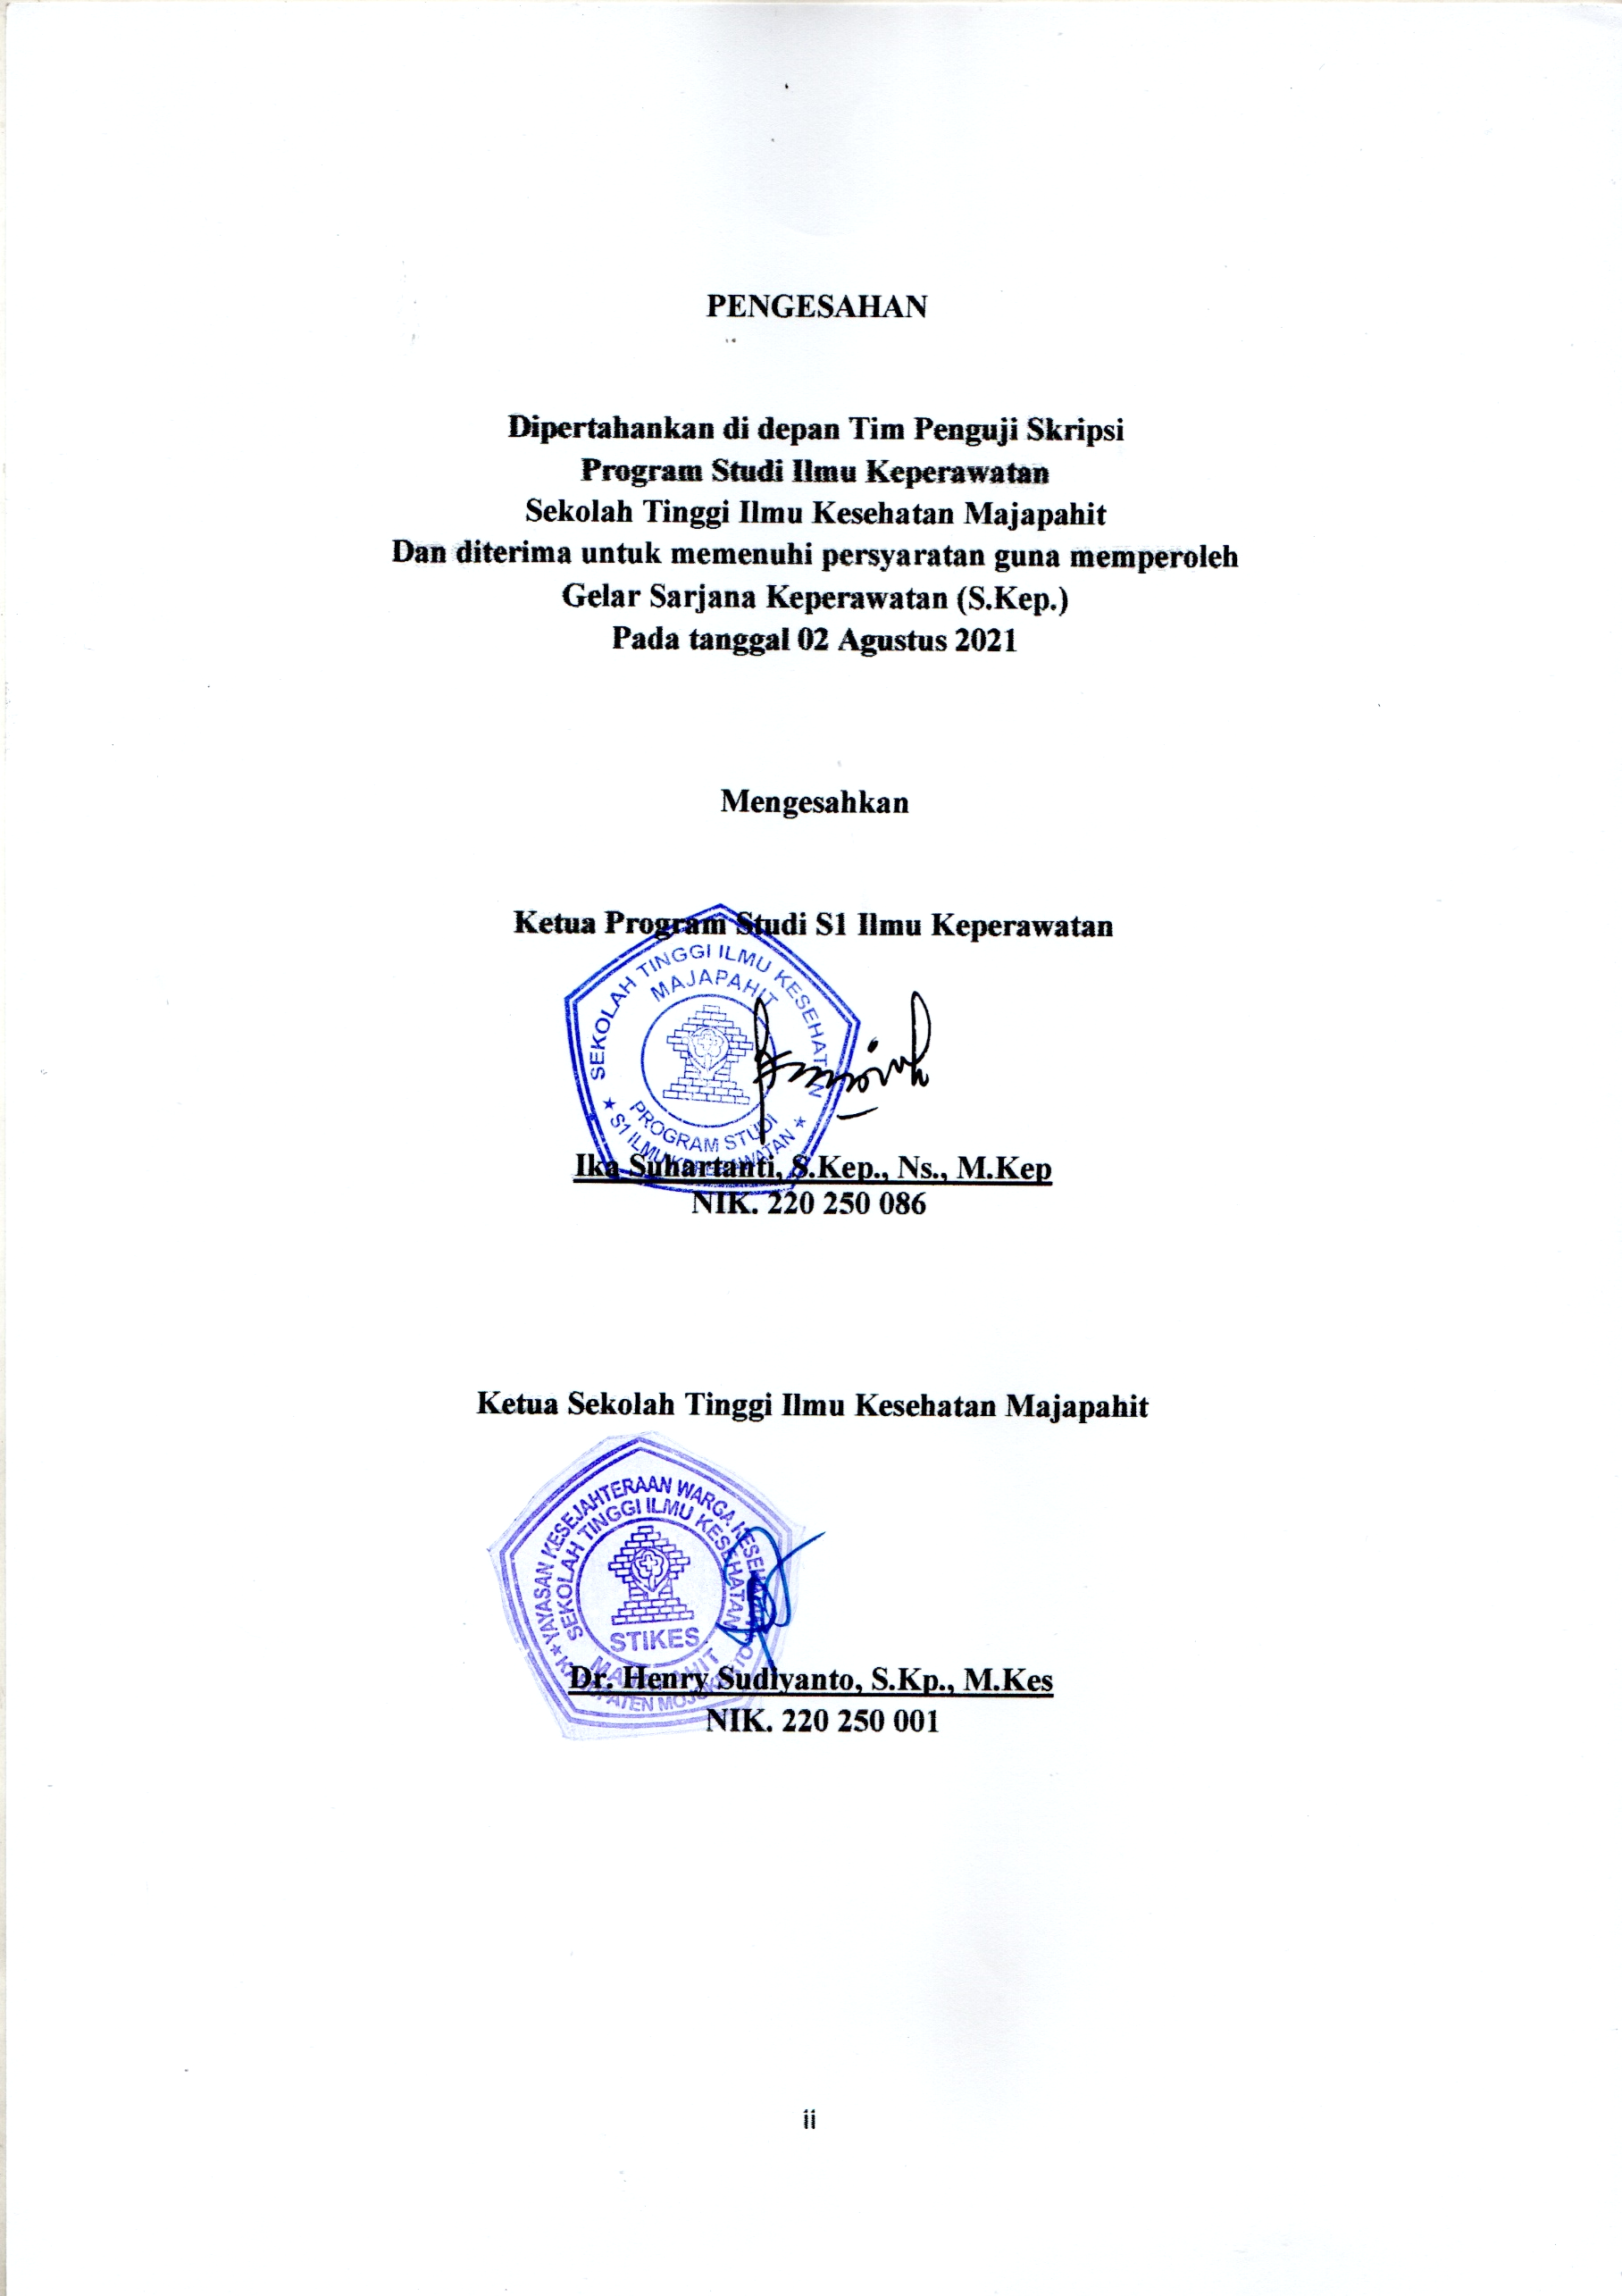 PENGESAHAN
Dipertahankan di depan Tim Penguji Skripsi
Program Studi Ilmu Keperawatan
Sekolah Tinggi Ilmu Kesehatan Majapahit
Dan diterima untuk memenuhi persyaratan guna memperoleh
Gelar Sarjana Keperawatan (S.Kep.)
Pada tanggal 02 Agustus 2021
Mengesahkan
Ketua Program Studi S1 Ilmu Keperawatan
SEKOLAH TINGGI ILMU KESEHATAN
MAJAPAHIT
PROGRAM STUDI
★ S1 ILMU KEPERAWATAN ★
Ika Suhartanti, S.Kep., Ns., M.Kep
NIK. 220 250 086
Ketua Sekolah Tinggi Ilmu Kesehatan Majapahit
YAYASAN KESEJAHTERAAN WARGA KESEHATAN
SEKOLAH TINGGI ILMU KESEHATAN
STIKES
MAJAPAHIT
★ KABUPATEN MOJOKERTO
Dr. Henry Sudiyanto, S.Kp., M.Kes
NIK. 220 250 001
ii